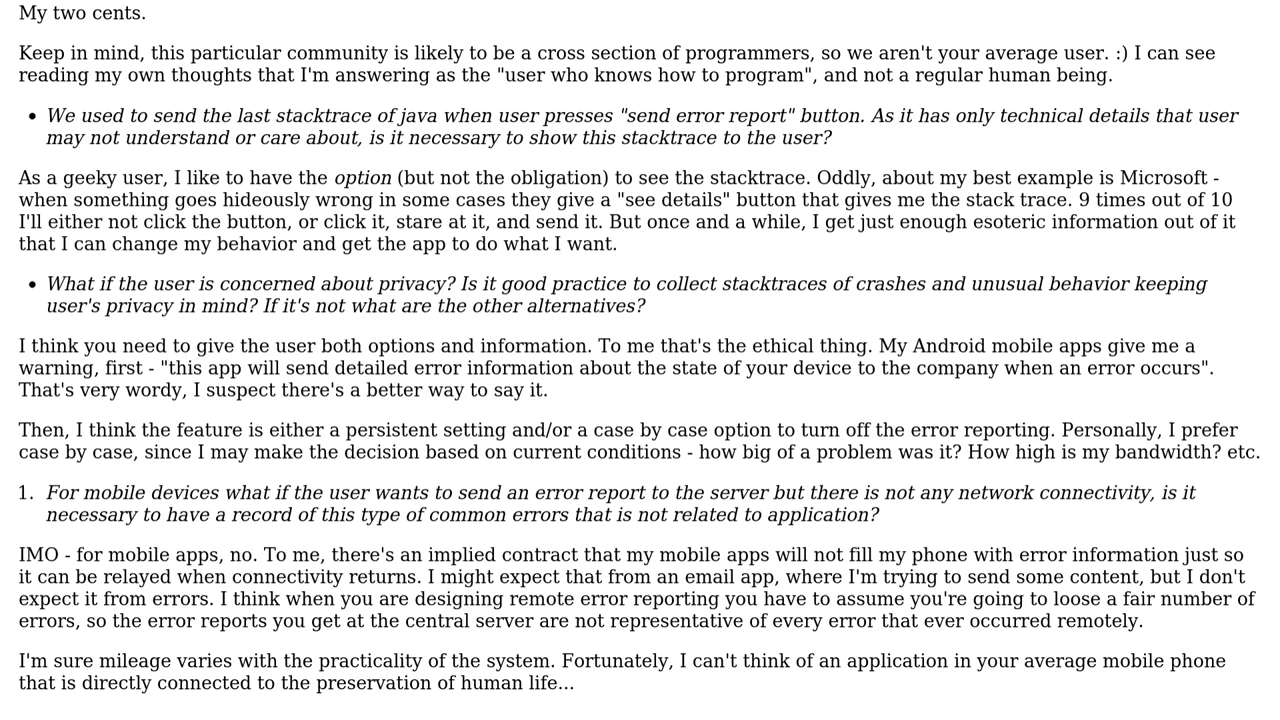 My two cents.
Keep in mind, this particular community is likely to be a cross section of programmers, so we aren't your average user. :) I can see
reading my own thoughts that I'm answering as the "user who knows how to program", and not a regular human being.
• We used to send the last stacktrace of java when user presses "send error report" button. As it has only technical details that user
may not understand or care about, is it necessary to show this stacktrace to the user?
As a geeky user, I like to have the option (but not the obligation) to see the stacktrace. Oddly, about my best example is Microsoft -
when something goes hideously wrong in some cases they give a "see details" button that gives me the stack trace. 9 times out of 10
I'll either not click the button, or click it, stare at it, and send it. But once and a while, I get just enough esoteric information out of it
that I can change my behavior and get the app to do what I want.
• What if the user is concerned about privacy? Is it good practice to collect stacktraces of crashes and unusual behavior keeping
user's privacy in mind? If it's not what are the other alternatives?
I think you need to give the user both options and information. To me that's the ethical thing. My Android mobile apps give me a
warning, first - "this app will send detailed error information about the state of your device to the company when an error occurs".
That's very wordy, I suspect there's a better way to say it.
Then, I think the feature is either a persistent setting and/or a case by case option to turn off the error reporting. Personally, I prefer
case by case, since I may make the decision based on current conditions - how big of a problem was it? How high is my bandwidth? etc.
1. For mobile devices what if the user wants to send an error report to the server but there is not any network connectivity, is it
necessary to have a record of this type of common errors that is not related to application?
IMO - for mobile apps, no. To me, there's an implied contract that my mobile apps will not fill my phone with error information just so
it can be relayed when connectivity returns. I might expect that from an email app, where I'm trying to send some content, but I don't
expect it from errors. I think when you are designing remote error reporting you have to assume you're going to loose a fair number of
errors, so the error reports you get at the central server are not representative of every error that ever occurred remotely.
I'm sure mileage varies with the practicality of the system. Fortunately, I can't think of an application in your average mobile phone
that is directly connected to the preservation of human life...